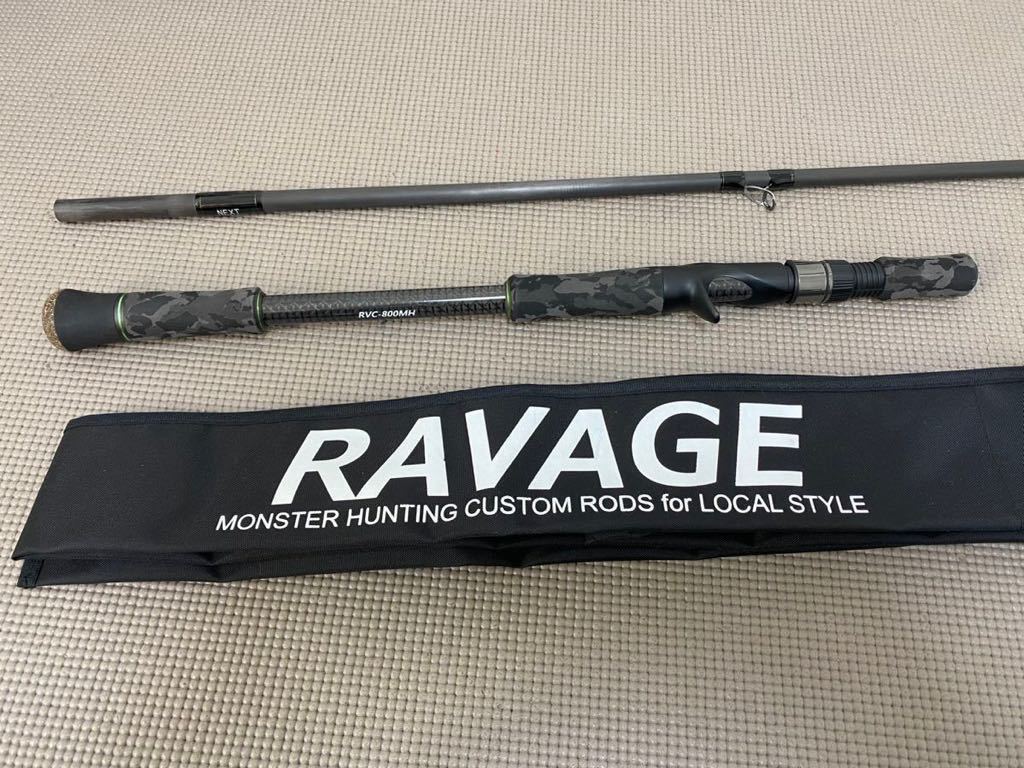 NEXT
RVC-800MH
RAVAGE
MONSTER HUNTING CUSTOM RODS for LOCAL STYLE